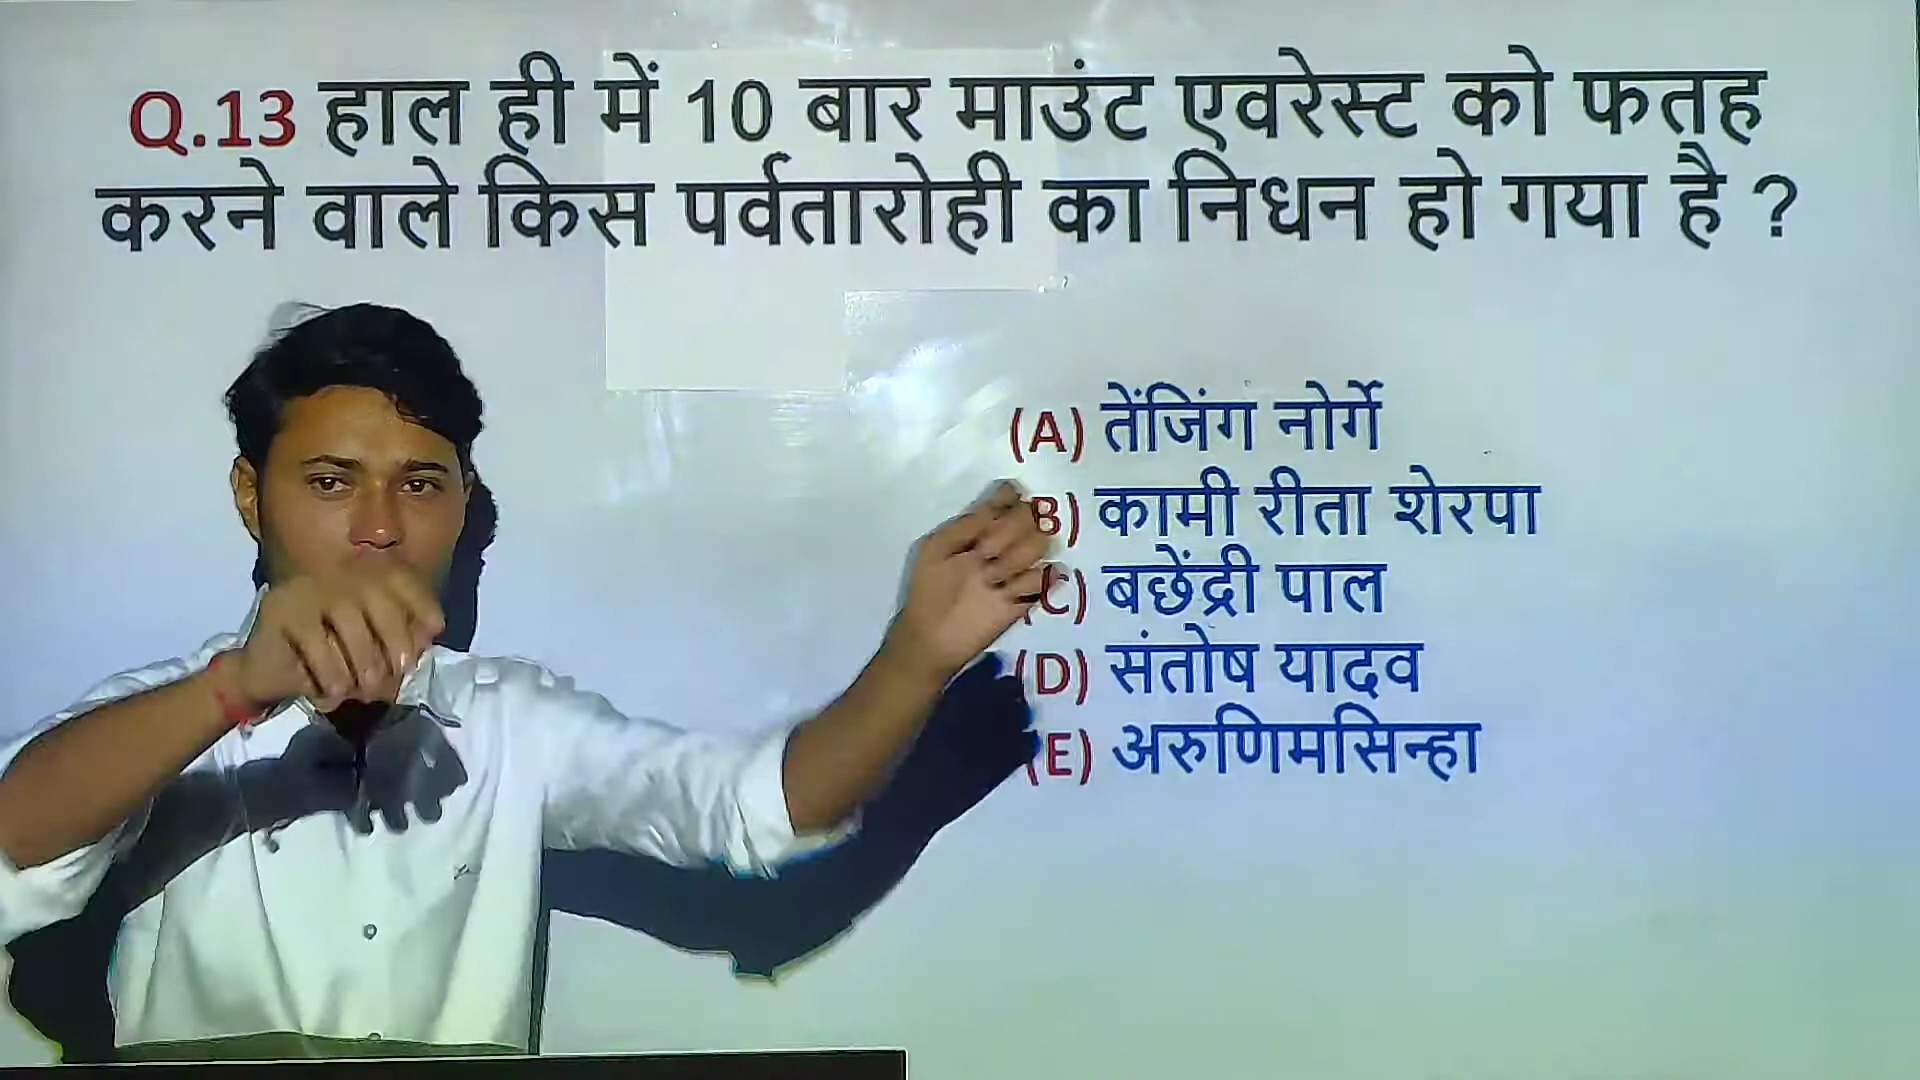 Q.13 हाल ही में 10 बार माउंट एवरेस्ट को फतह
करने वाले किस पर्वतारोही का निधन हो गया है ?
(A) तेंजिंग नोर्गे
B) कामी रीता शेरपा
(C) बछेंद्री पाल
(D) संतोष यादव
(E) अरुणिमसिन्हा